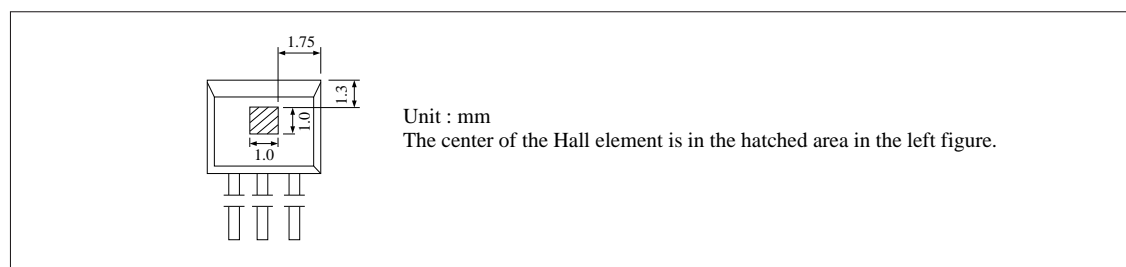 1.75
1.3
1.0
1.0
Unit : mm
The center of the Hall element is in the hatched area in the left figure.